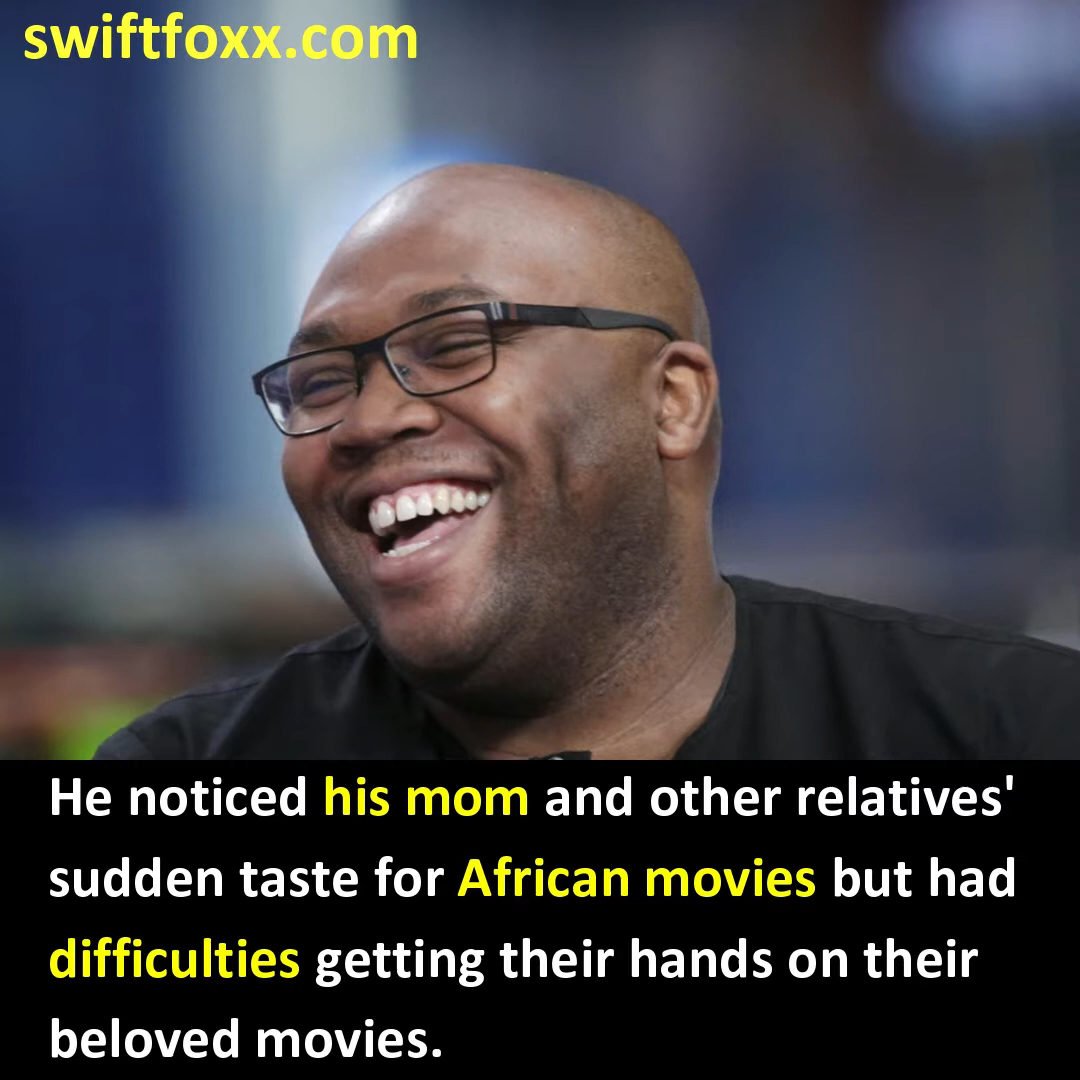 swiftfoxx.com
He noticed his mom and other relatives'
sudden taste for African movies but had
difficulties getting their hands on their
beloved movies.